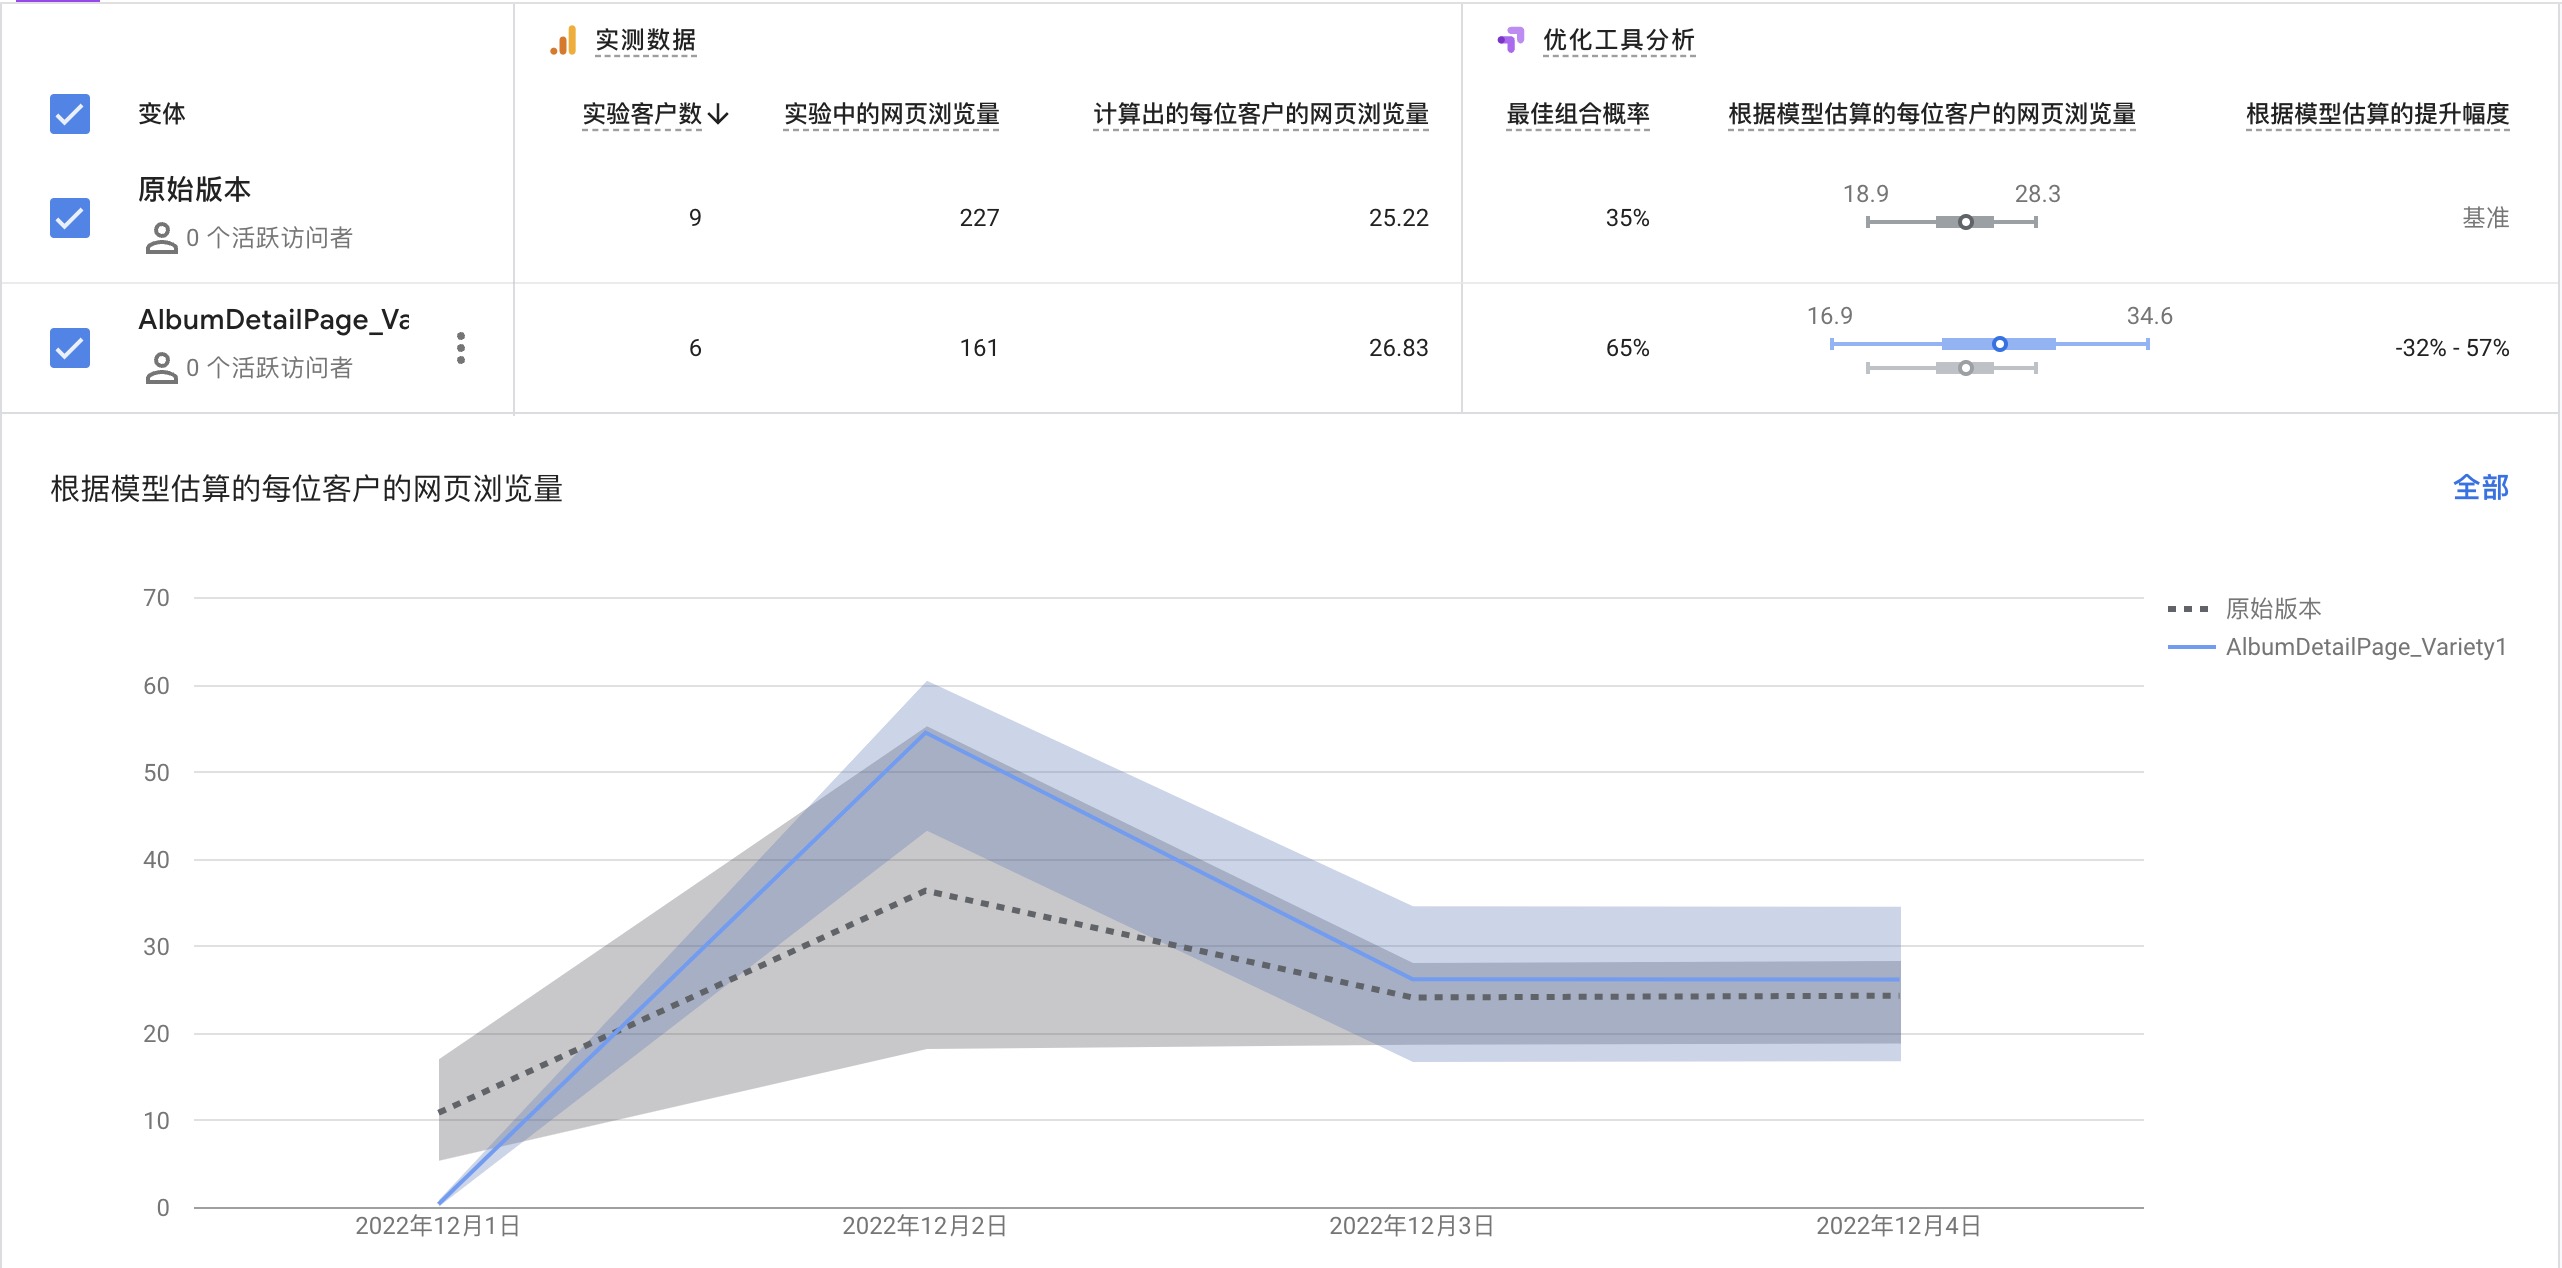 实测数据
优化工具分析
变体
实验客户数
实验中的网页浏览量
计算出的每位客户的网页浏览量
最佳组合概率
根据模型估算的每位客户的网页浏览量
根据模型估算的提升幅度
原始版本
0 个活跃访问者
9
227
25.22
35%
18.9
28.3
基准
AlbumDetailPage_Va
0 个活跃访问者
6
161
26.83
65%
16.9
34.6
-32% - 57%
根据模型估算的每位客户的网页浏览量
全部
70
60
50
40
30
20
10
0
2022年12月1日
2022年12月2日
2022年12月3日
2022年12月4日
原始版本
AlbumDetailPage_Variety1